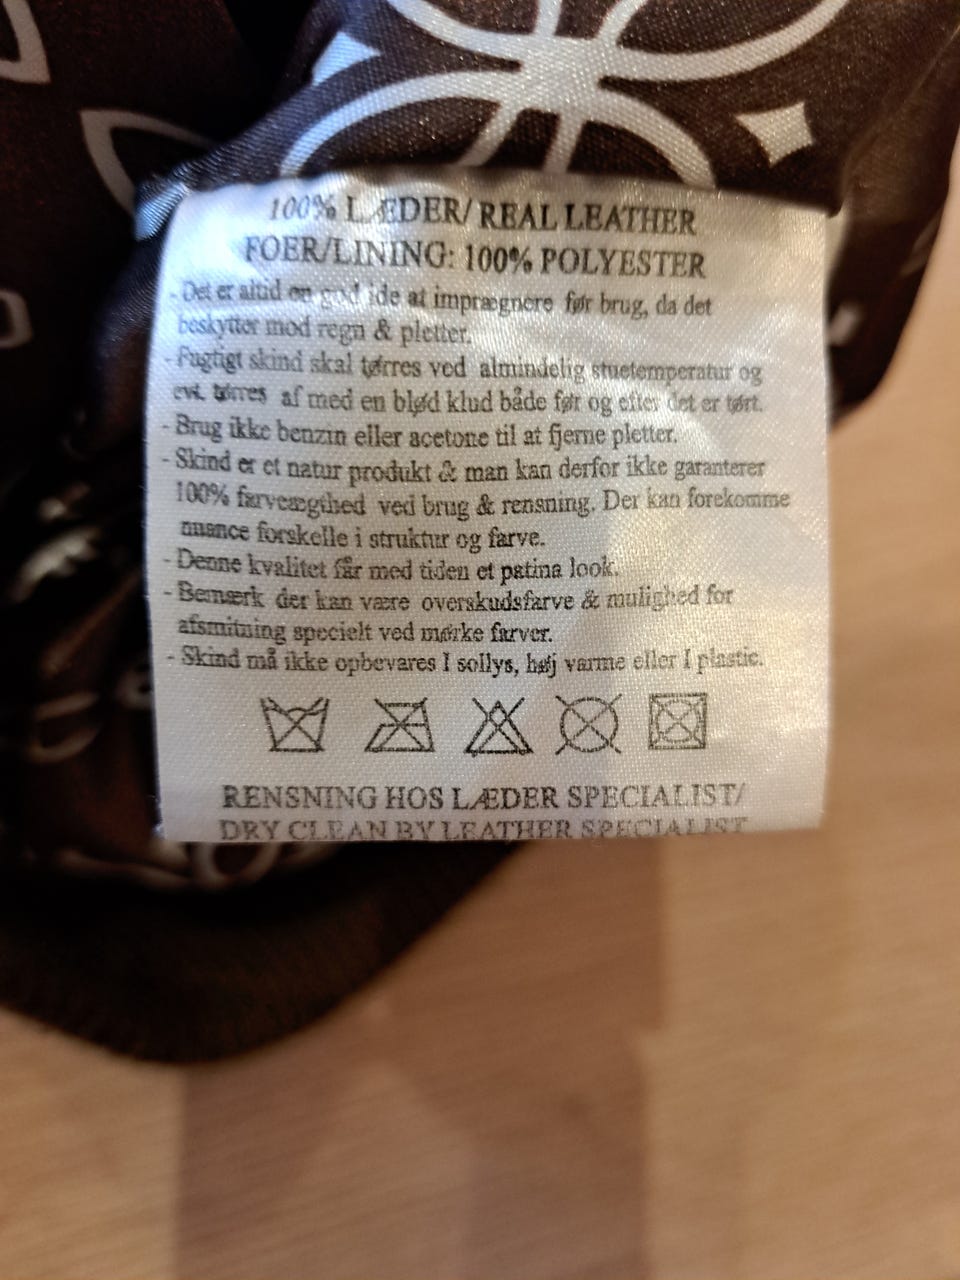 100% LÆDER/ REAL LEATHER
FOER/LINING: 100% POLYESTER
- Det er altid en god ide at imprægnere før brug, da det
beskytter mod regn & pletter.
- Fugtigt skind skal tørres ved almindelig stuetemperatur og
evt. tørres af med en blød klud både før og efter det er tørt.
- Brug ikke benzin eller acetone til at fjerne pletter.
- Skind er et natur produkt & man kan derfor ikke garanterer
100% farveægthed ved brug & rensning. Der kan forekomme
nuance forskelle i struktur og farve.
- Denne kvalitet får med tiden et patina look.
- Bemærk der kan være overskudsfarve & mulighed for
afsmitning specielt ved mørke farver.
- Skind må ikke opbevares I sollys, høj varme eller I plastic.
RENSNING HOS LÆDER SPECIALIST/
DRY CLEAN BY LEATHER SPECIALIST